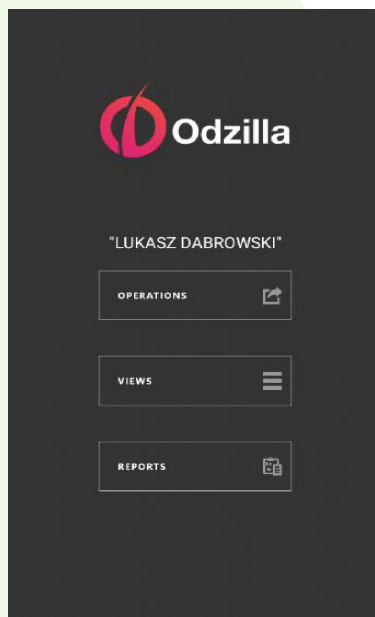 Odzilla
"LUKASZ DABROWSKI"
OPERATIONS
VIEWS
REPORTS